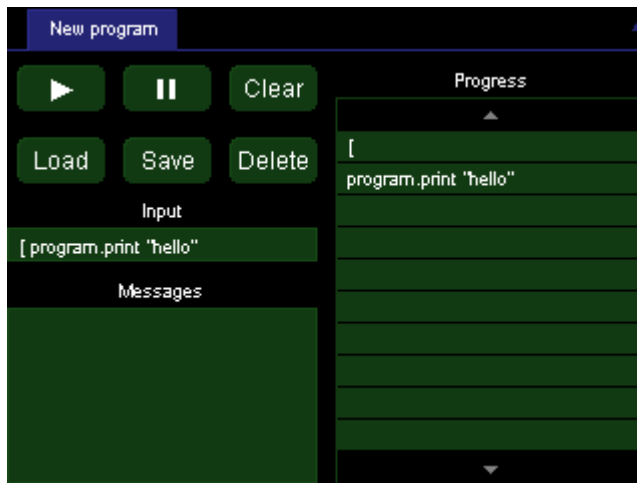 New program
Clear
Load
Save
Delete
Input
[ program.print "hello"
Messages
Progress
[
program.print "hello"